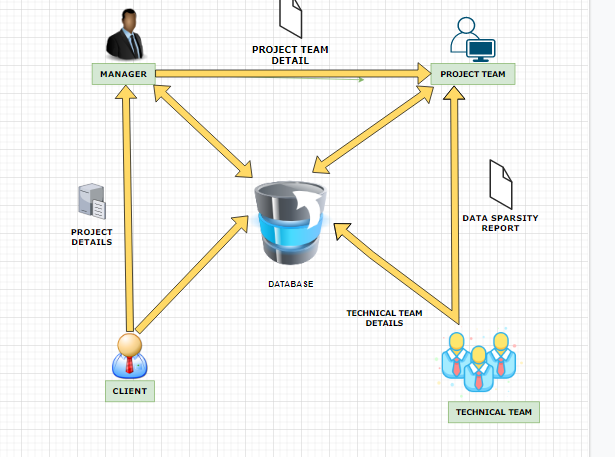 PROJECT TEAM
DETAIL
MANAGER
PROJECT TEAM
PROJECT
DETAILS
DATA SPARSITY
REPORT
DATABASE
TECHNICAL TEAM
DETAILS
CLIENT
TECHNICAL TEAM